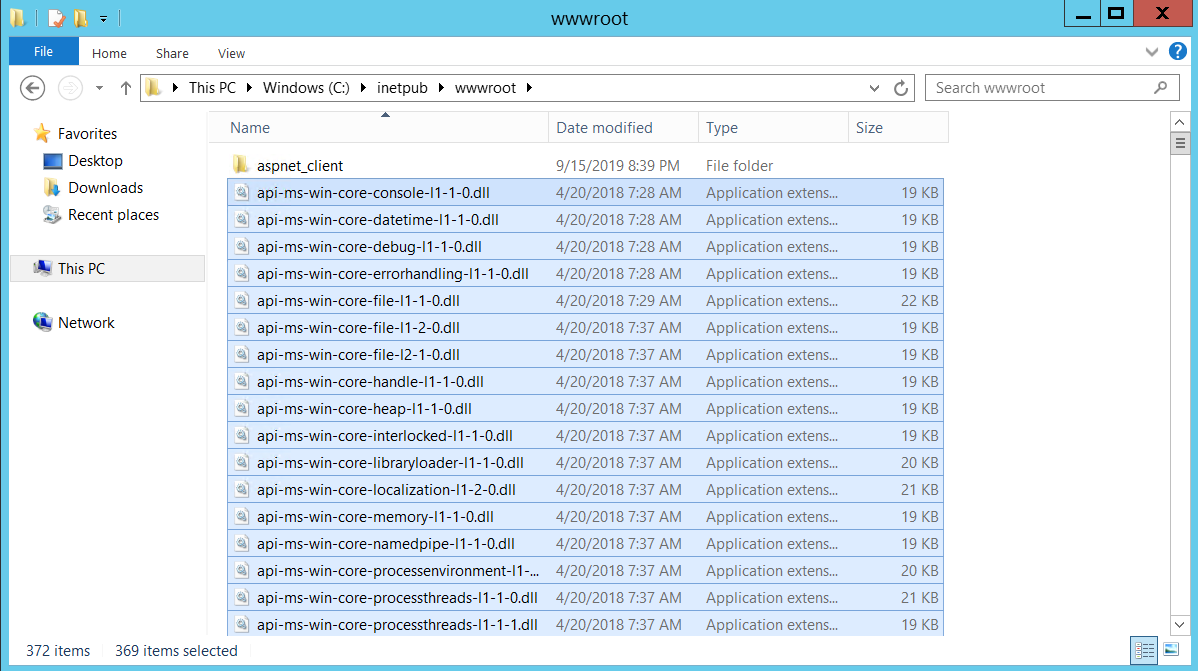 wwwroot
File Home Share View
This PC Windows (C:) inetpub wwwroot Search wwwroot
Favorites
Desktop
Downloads
Recent places
This PC
Network
Name Date modified Type Size
aspnet_client 9/15/2019 8:39 PM File folder
api-ms-win-core-console-l1-1-0.dll 4/20/2018 7:28 AM Application extens... 19 KB
api-ms-win-core-datetime-l1-1-0.dll 4/20/2018 7:28 AM Application extens... 19 KB
api-ms-win-core-debug-l1-1-0.dll 4/20/2018 7:28 AM Application extens... 19 KB
api-ms-win-core-errorhandling-l1-1-0.dll 4/20/2018 7:28 AM Application extens... 19 KB
api-ms-win-core-file-l1-1-0.dll 4/20/2018 7:29 AM Application extens... 22 KB
api-ms-win-core-file-l1-2-0.dll 4/20/2018 7:37 AM Application extens... 19 KB
api-ms-win-core-file-l2-1-0.dll 4/20/2018 7:37 AM Application extens... 19 KB
api-ms-win-core-handle-l1-1-0.dll 4/20/2018 7:37 AM Application extens... 19 KB
api-ms-win-core-heap-l1-1-0.dll 4/20/2018 7:37 AM Application extens... 19 KB
api-ms-win-core-interlocked-l1-1-0.dll 4/20/2018 7:37 AM Application extens... 19 KB
api-ms-win-core-libraryloader-l1-1-0.dll 4/20/2018 7:37 AM Application extens... 20 KB
api-ms-win-core-localization-l1-2-0.dll 4/20/2018 7:37 AM Application extens... 21 KB
api-ms-win-core-memory-l1-1-0.dll 4/20/2018 7:37 AM Application extens... 19 KB
api-ms-win-core-namedpipe-l1-1-0.dll 4/20/2018 7:37 AM Application extens... 19 KB
api-ms-win-core-processenvironment-l1-... 4/20/2018 7:37 AM Application extens... 20 KB
api-ms-win-core-processthreads-l1-1-0.dll 4/20/2018 7:37 AM Application extens... 21 KB
api-ms-win-core-processthreads-l1-1-1.dll 4/20/2018 7:37 AM Application extens... 19 KB
372 items 369 items selected